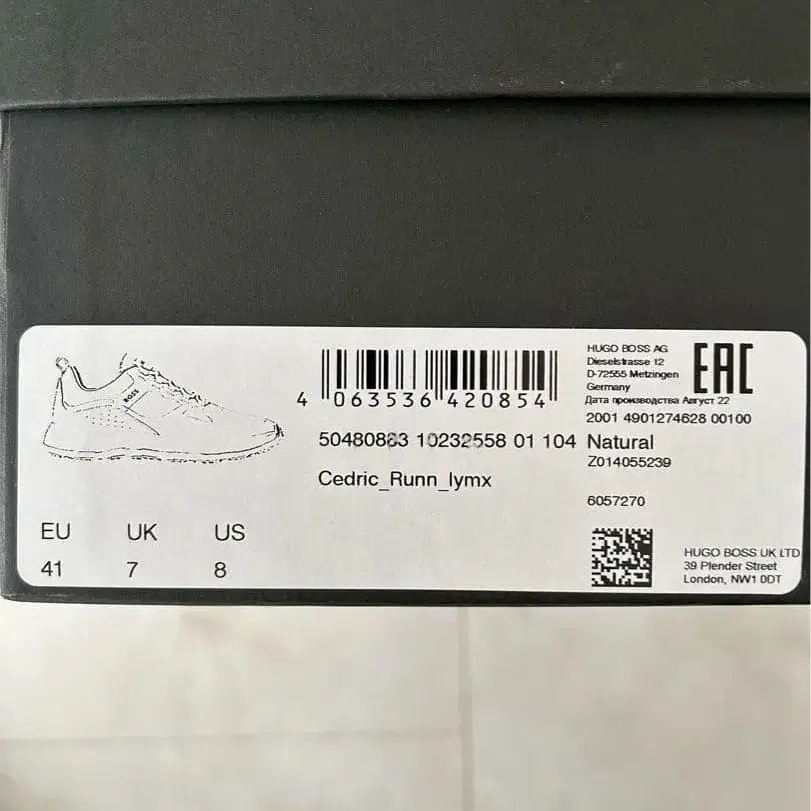 BOSS
4 063536 420854
50480863 10232558 01 104
Cedric_Runn_lymx
EU UK US
41 7 8
HUGO BOSS AG
Dieselstrasse 12
D-72555 Metzingen
Germany
Дата производства Август 22
EAC
2001 4901274628 00100
Natural
Z014055239
6057270
HUGO BOSS UK LTD
39 Plender Street
London, NW1 0DT